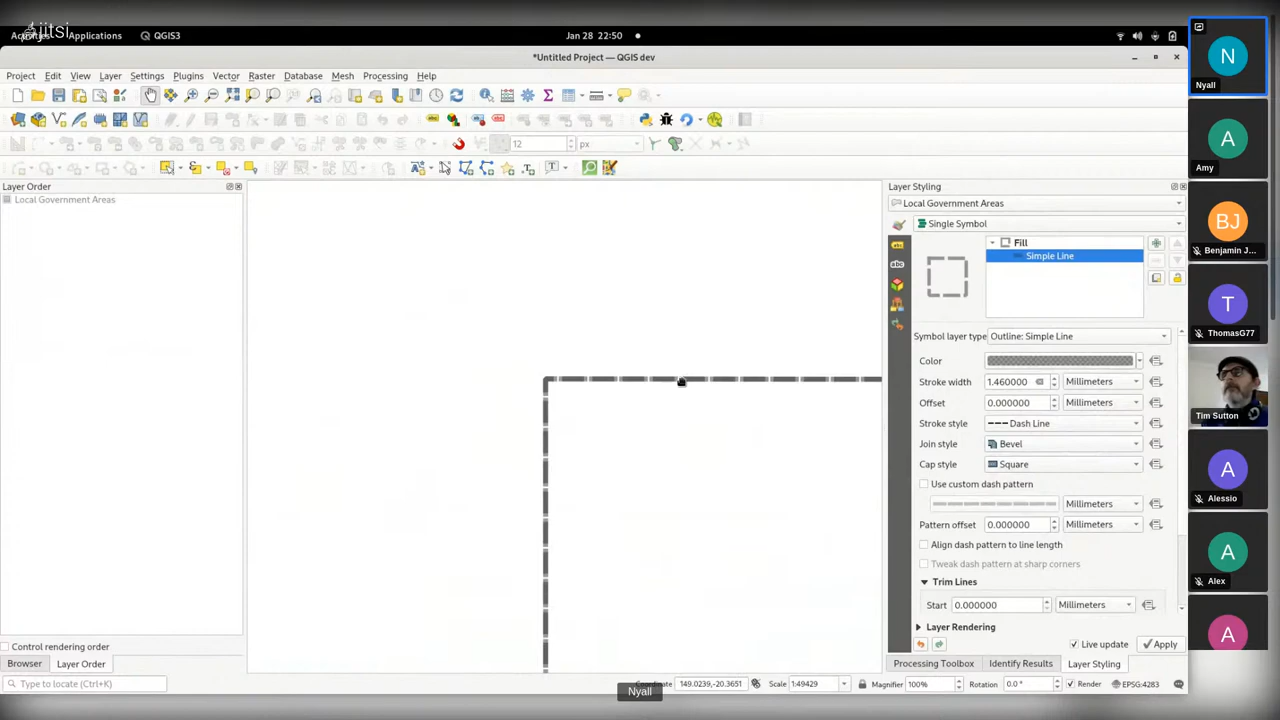 jitsi
Activities Applications QGIS3 Jan 28 22:50
*Untitled Project — QGIS dev
Project Edit View Layer Settings Plugins Vector Raster Database Mesh Processing Help
12 px
Layer Order
Local Government Areas
Control rendering order
Browser Layer Order
Type to locate (Ctrl+K)
Layer Styling
Local Government Areas
Single Symbol
Fill
Simple Line
Symbol layer type Outline: Simple Line
Color
Stroke width 1.460000 Millimeters
Offset 0.000000 Millimeters
Stroke style Dash Line
Join style Bevel
Cap style Square
Use custom dash pattern
Millimeters
Pattern offset 0.000000 Millimeters
Align dash pattern to line length
Tweak dash pattern at sharp corners
Trim Lines
Start 0.000000 Millimeters
Layer Rendering
Live update Apply
Processing Toolbox Identify Results Layer Styling
Coordinate 149.0239,-20.3651 Scale 1:49429 Magnifier 100% Rotation 0.0 ° Render EPSG:4283
Nyall
N
Nyall
A
Amy
BJ
Benjamin J...
T
ThomasG77
Tim Sutton
A
Alessio
A
Alex
A